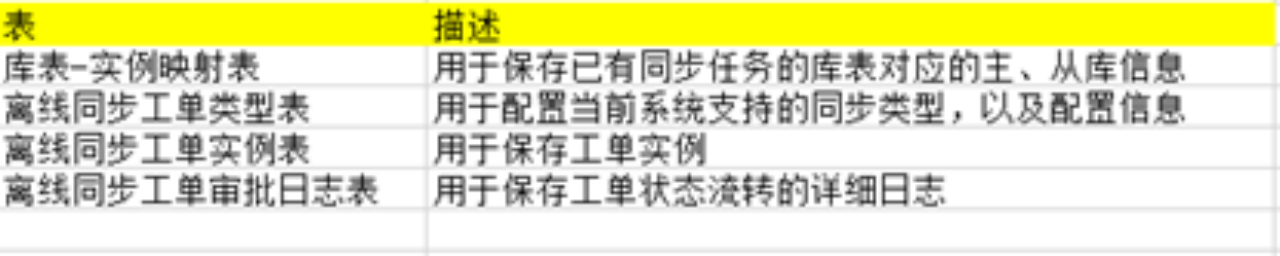 表 描述
库表-实例映射表 用于保存已有同步任务的库表对应的主、从库信息
离线同步工单类型表 用于配置当前系统支持的同步类型，以及配置信息
离线同步工单实例表 用于保存工单实例
离线同步工单审批日志表 用于保存工单状态流转的详细日志